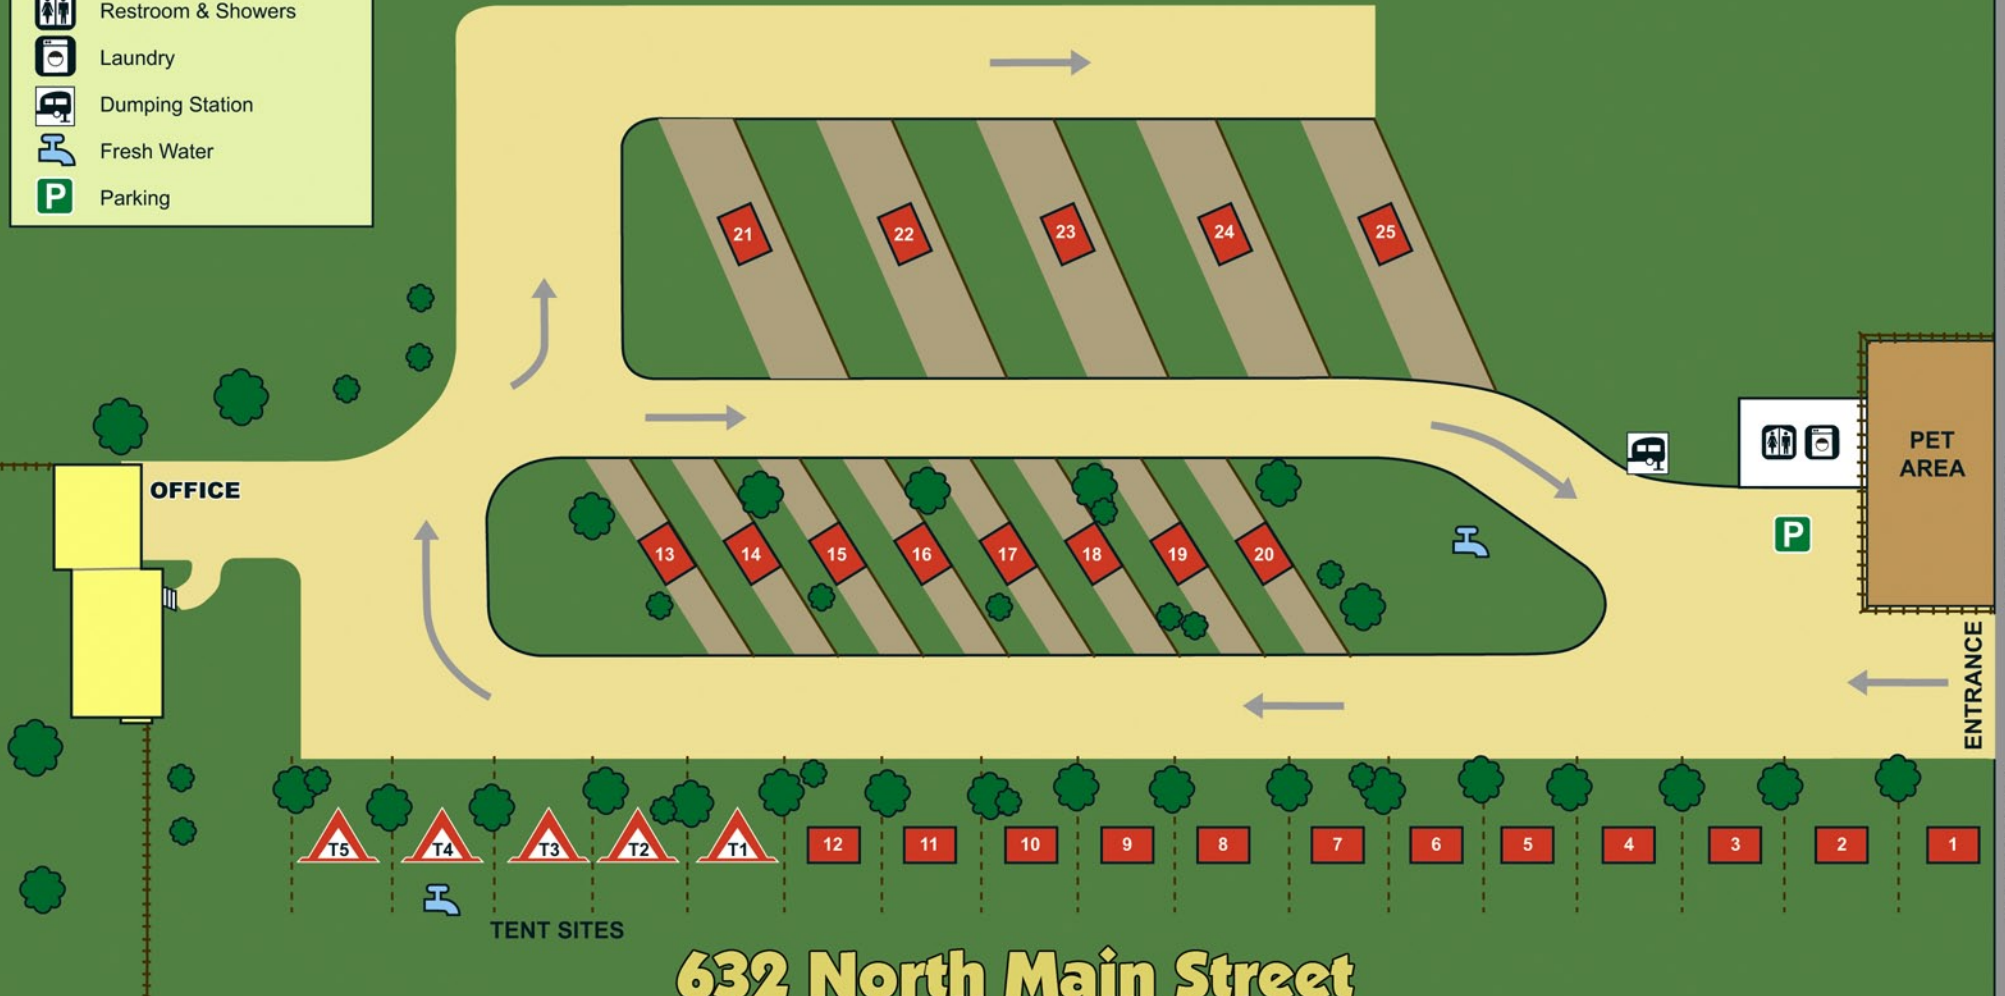 Restroom & Showers
Laundry
Dumping Station
Fresh Water
P Parking
21 22 23 24 25
OFFICE
PET
AREA
P
13 14 15 16 17 18 19 20
ENTRANCE
T5 T4 T3 T2 T1 12 11 10 9 8 7 6 5 4 3 2 1
TENT SITES
632 North Main Street